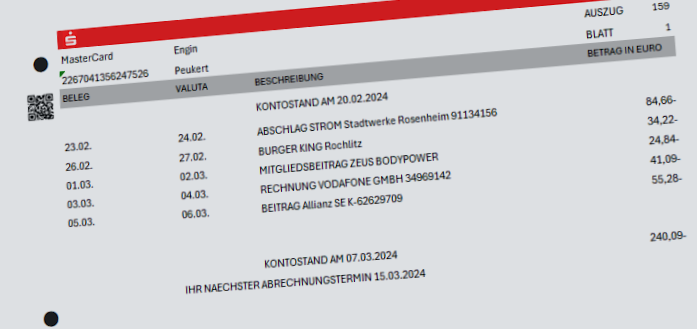 AUSZUG 159
MasterCard Engin BLATT 1
2267041356247526 Peukert
BELEG VALUTA BESCHREIBUNG BETRAG IN EURO
KONTOSTAND AM 20.02.2024
23.02. 24.02. ABSCHLAG STROM Stadtwerke Rosenheim 91134156 84,66-
26.02. 27.02. BURGER KING Rochlitz 34,22-
01.03. 02.03. MITGLIEDSBEITRAG ZEUS BODYPOWER 24,84-
03.03. 04.03. RECHNUNG VODAFONE GMBH 34969142 41,09-
05.03. 06.03. BEITRAG Allianz SE K-62629709 55,28-
KONTOSTAND AM 07.03.2024 240,09-
IHR NAECHSTER ABRECHNUNGSTERMIN 15.03.2024